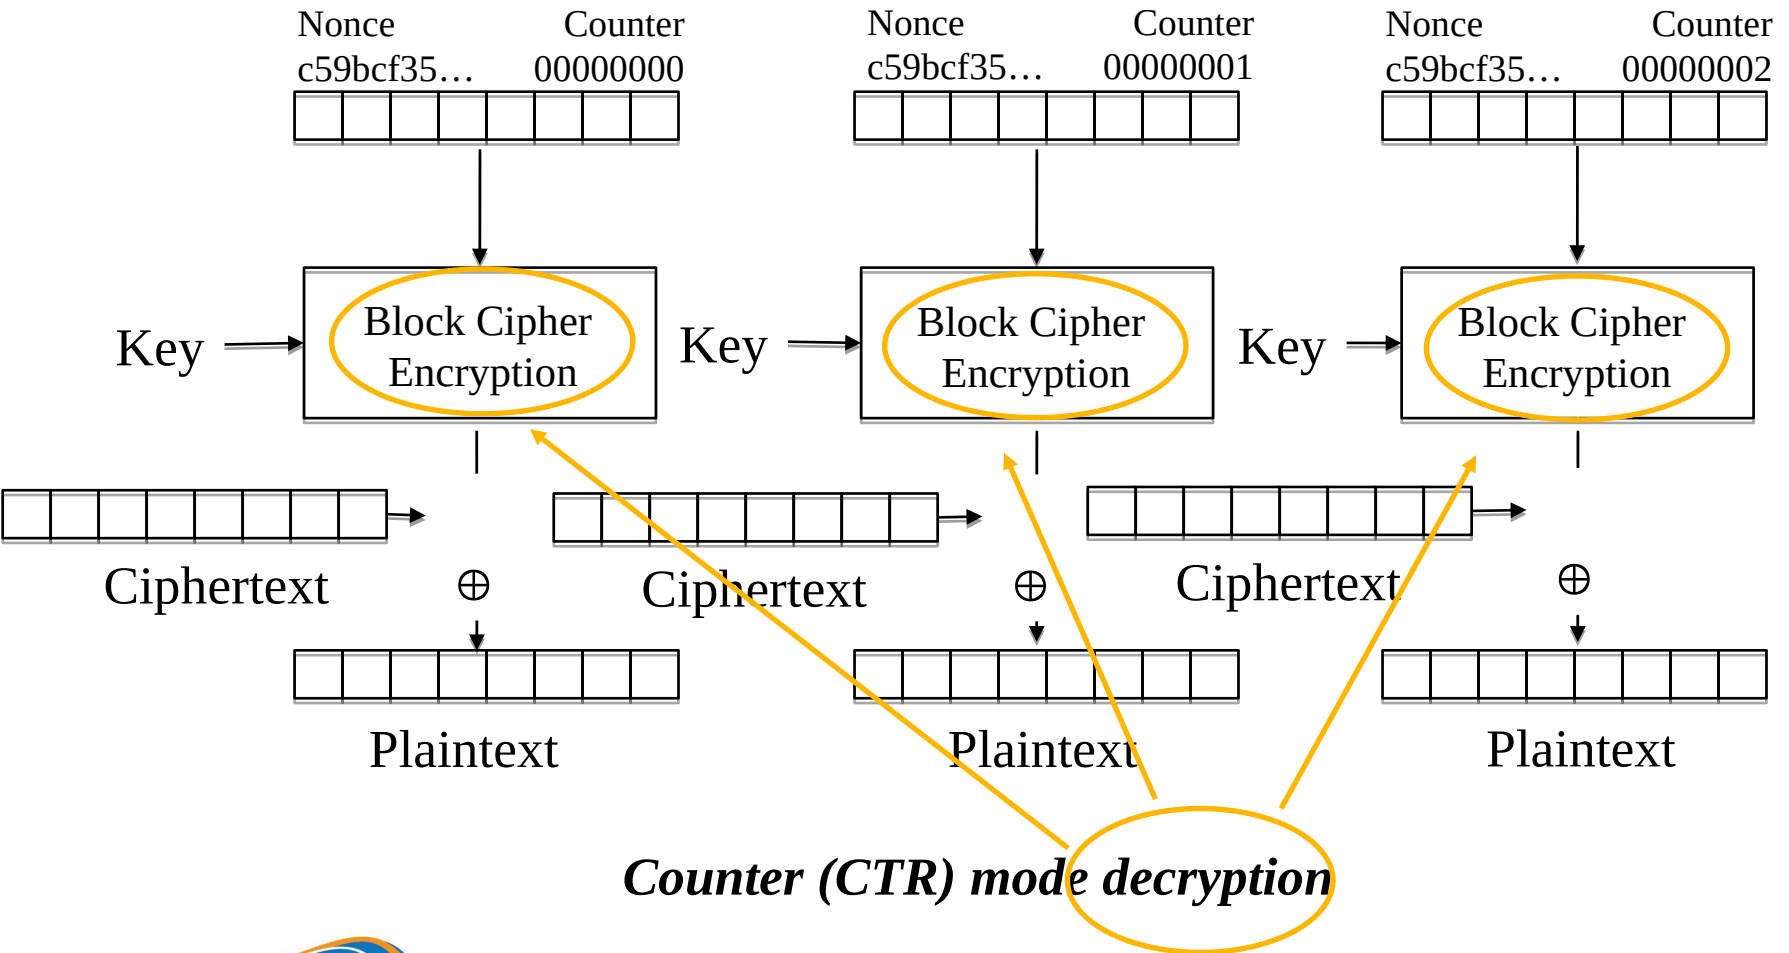 Nonce Counter
c59bcf35… 00000000
Nonce Counter
c59bcf35… 00000001
Nonce Counter
c59bcf35… 00000002
Key
Block Cipher
Encryption
Key
Block Cipher
Encryption
Key
Block Cipher
Encryption
Ciphertext
⊕
Ciphertext
⊕
Ciphertext
⊕
Plaintext
Plaintext
Plaintext
Counter (CTR) mode decryption